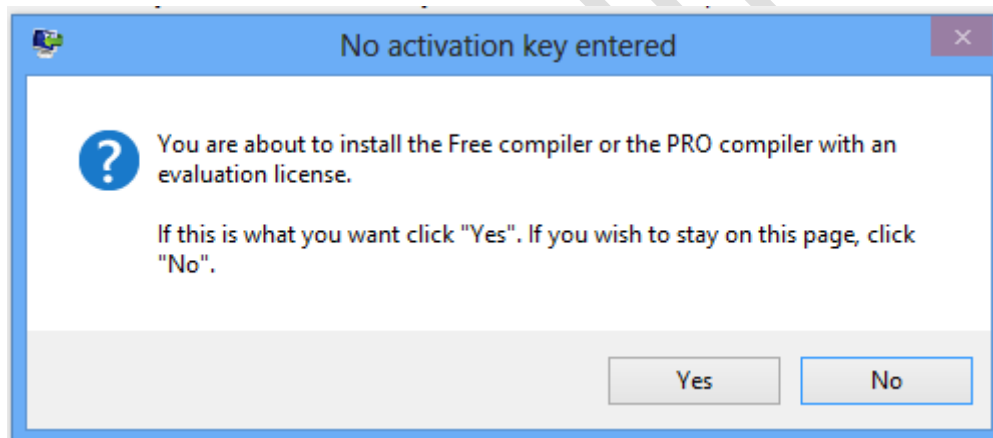 No activation key entered
You are about to install the Free compiler or the PRO compiler with an
evaluation license.
If this is what you want click "Yes". If you wish to stay on this page, click
"No".
Yes No